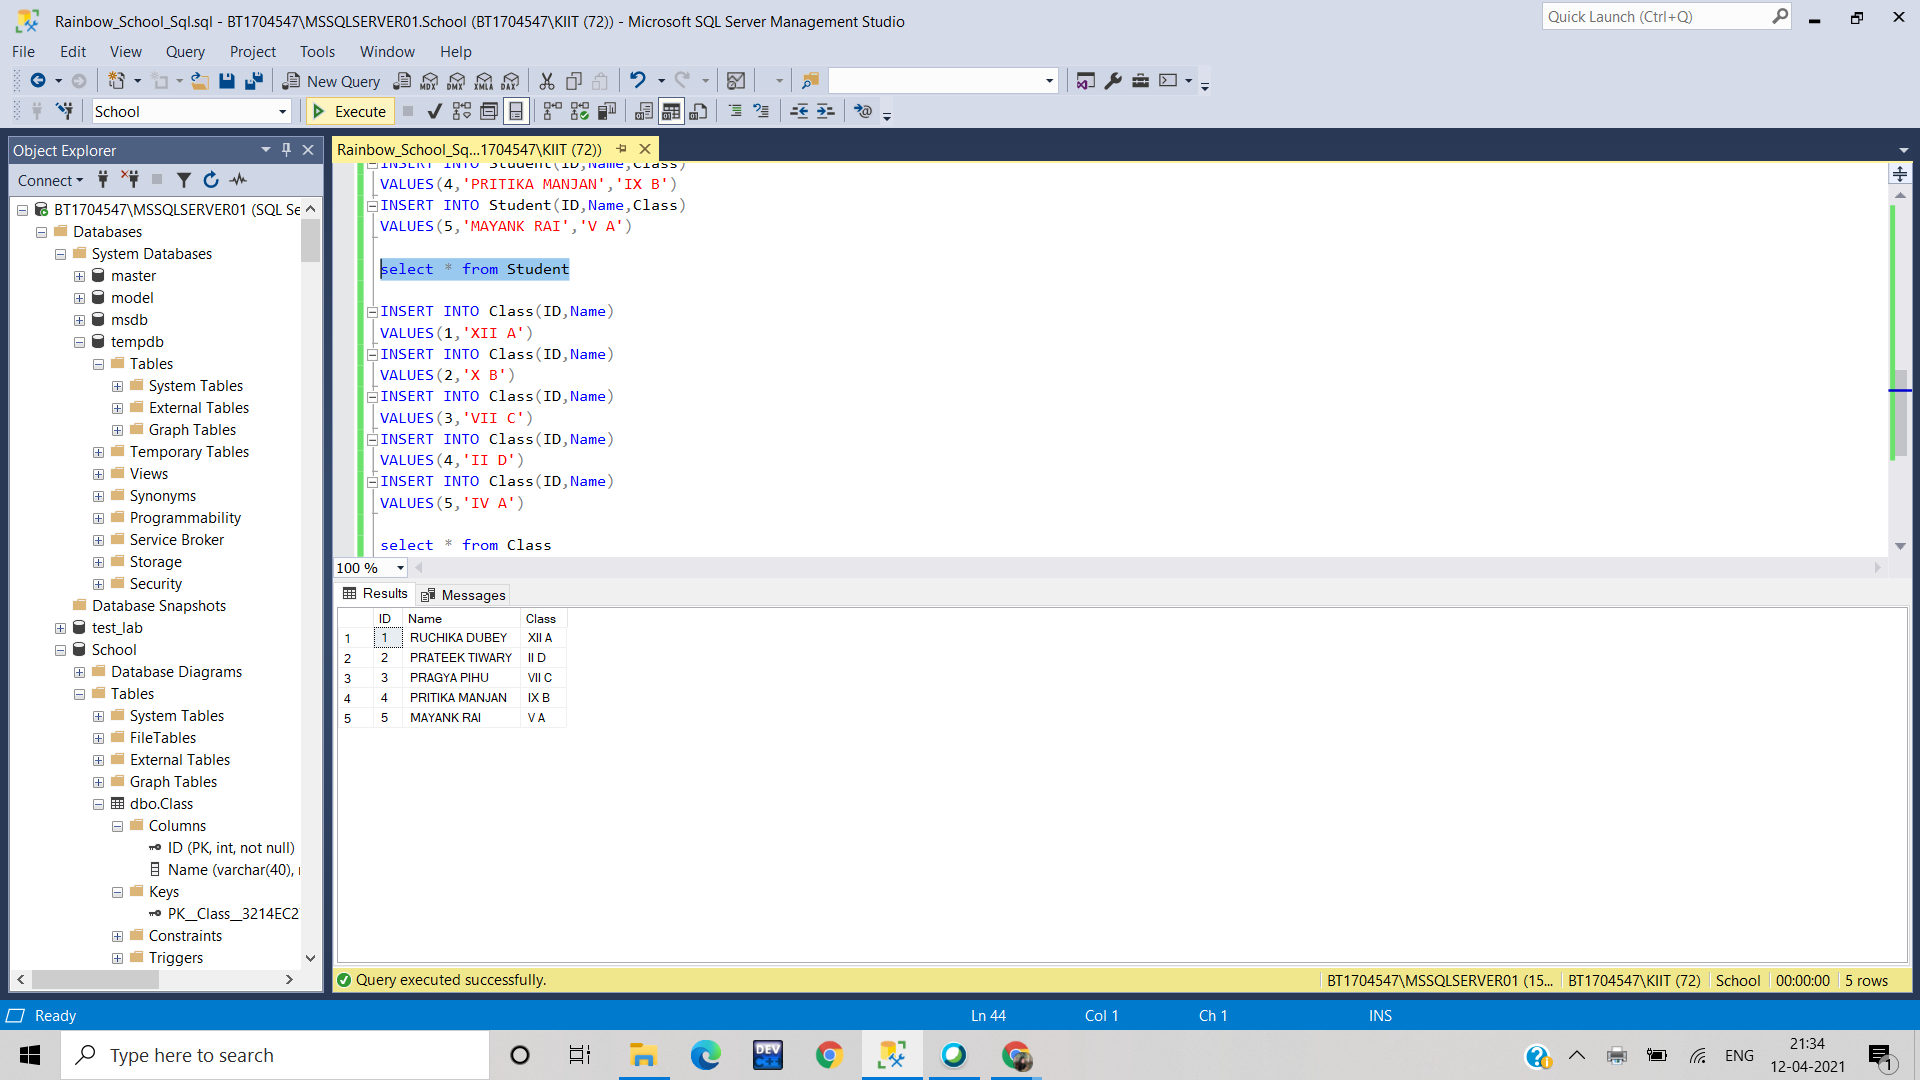 Rainbow_School_Sql.sql - BT1704547\MSSQLSERVER01.School (BT1704547\KIIT (72)) - Microsoft SQL Server Management Studio
Quick Launch (Ctrl+Q)
File Edit View Query Project Tools Window Help
New Query MDX DMX XMLA DAX
School Execute
Object Explorer
Connect
BT1704547\MSSQLSERVER01 (SQL Se
Databases
System Databases
master
model
msdb
tempdb
Tables
System Tables
External Tables
Graph Tables
Temporary Tables
Views
Synonyms
Programmability
Service Broker
Storage
Security
Database Snapshots
test_lab
School
Database Diagrams
Tables
System Tables
FileTables
External Tables
Graph Tables
dbo.Class
Columns
ID (PK, int, not null)
Name (varchar(40),
Keys
PK__Class__3214EC2
Constraints
Triggers
Rainbow_School_Sq...1704547\KIIT (72))
INSERT INTO Student(ID,Name,Class)
VALUES(4,'PRITIKA MANJAN','IX B')
INSERT INTO Student(ID,Name,Class)
VALUES(5,'MAYANK RAI','V A')
select * from Student
INSERT INTO Class(ID,Name)
VALUES(1,'XII A')
INSERT INTO Class(ID,Name)
VALUES(2,'X B')
INSERT INTO Class(ID,Name)
VALUES(3,'VII C')
INSERT INTO Class(ID,Name)
VALUES(4,'II D')
INSERT INTO Class(ID,Name)
VALUES(5,'IV A')
select * from Class
100 %
Results Messages
ID Name Class
1 1 RUCHIKA DUBEY XII A
2 2 PRATEEK TIWARY II D
3 3 PRAGYA PIHU VII C
4 4 PRITIKA MANJAN IX B
5 5 MAYANK RAI V A
Query executed successfully. BT1704547\MSSQLSERVER01 (15... BT1704547\KIIT (72) School 00:00:00 5 rows
Ready Ln 44 Col 1 Ch 1 INS
Type here to search
DEV C++
ENG
21:34
12-04-2021
1